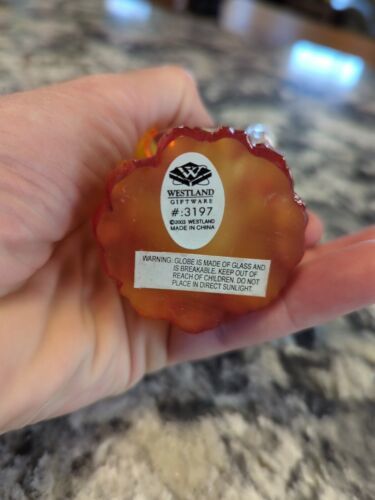 W
WESTLAND
GIFTWARE
#:3197
©2003 WESTLAND
MADE IN CHINA
WARNING: GLOBE IS MADE OF GLASS AND
IS BREAKABLE. KEEP OUT OF
REACH OF CHILDREN. DO NOT
PLACE IN DIRECT SUNLIGHT.